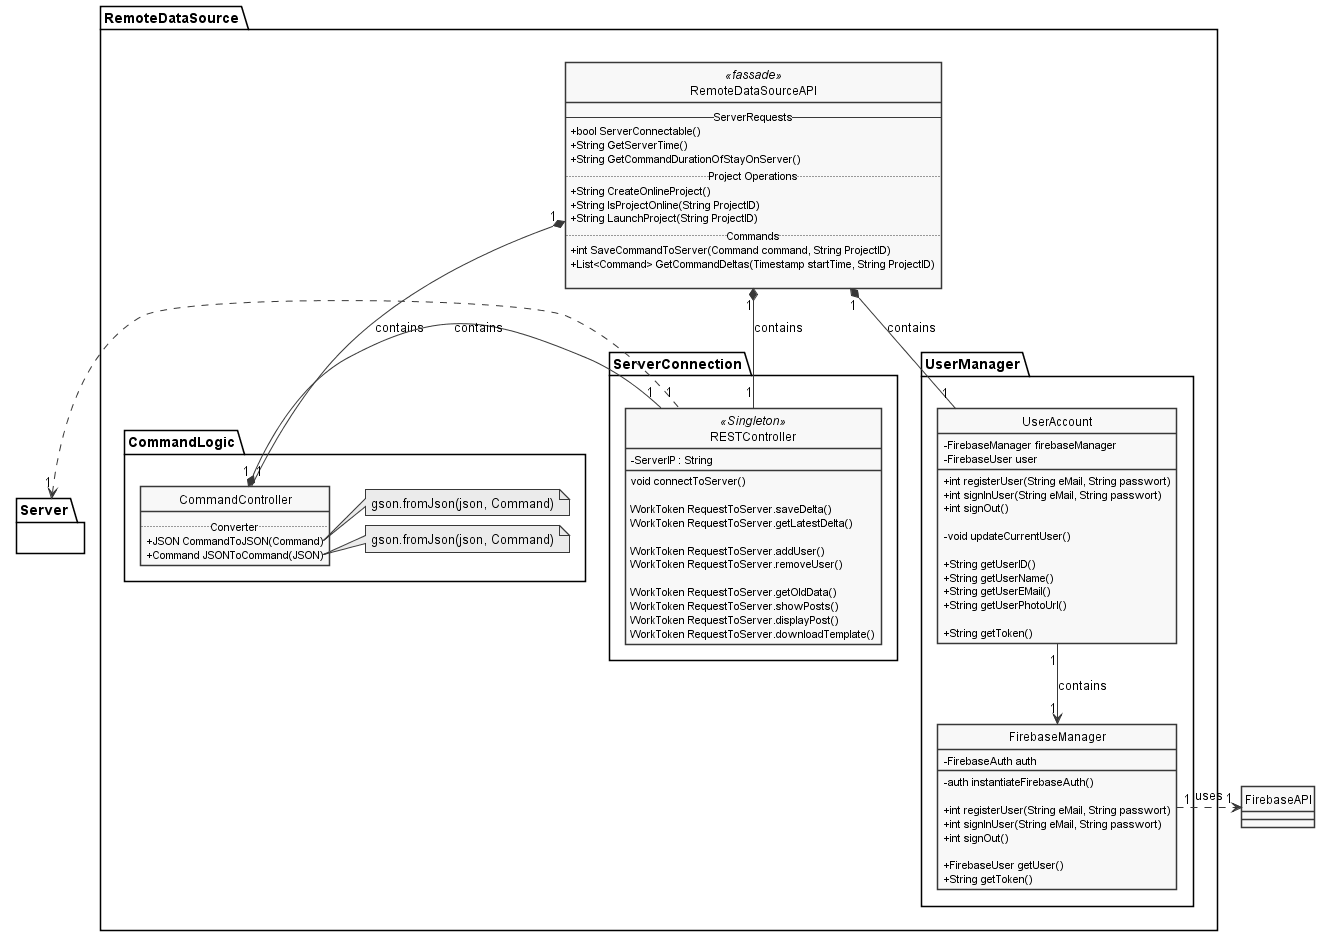 RemoteDataSource
«fassade»
RemoteDataSourceAPI
ServerRequests
+bool ServerConnectable()
+String GetServerTime()
+String GetCommandDurationOfStayOnServer()
Project Operations
+String CreateOnlineProject()
+String IsProjectOnline(String ProjectID)
+String LaunchProject(String ProjectID)
Commands
+int SaveCommandToServer(Command command, String ProjectID)
+List<Command> GetCommandDeltas(Timestamp startTime, String ProjectID)
1
1
1
contains
contains
contains
contains
ServerConnection
1
1
1
«Singleton»
RESTController
-ServerIP : String
void connectToServer()
WorkToken RequestToServer.saveDelta()
WorkToken RequestToServer.getLatestDelta()
WorkToken RequestToServer.addUser()
WorkToken RequestToServer.removeUser()
WorkToken RequestToServer.getOldData()
WorkToken RequestToServer.showPosts()
WorkToken RequestToServer.displayPost()
WorkToken RequestToServer.downloadTemplate()
UserManager
1
UserAccount
-FirebaseManager firebaseManager
-FirebaseUser user
+int registerUser(String eMail, String passwort)
+int signInUser(String eMail, String passwort)
+int signOut()
-void updateCurrentUser()
+String getUserID()
+String getUserName()
+String getUserEMail()
+String getUserPhotoUrl()
+String getToken()
1
contains
1
FirebaseManager
-FirebaseAuth auth
-auth instantiateFirebaseAuth()
+int registerUser(String eMail, String passwort)
+int signInUser(String eMail, String passwort)
+int signOut()
+FirebaseUser getUser()
+String getToken()
1
uses
1
FirebaseAPI
CommandLogic
1
1
CommandController
Converter
+JSON CommandToJSON(Command)
+Command JSONToCommand(JSON)
gson.fromJson(json, Command)
gson.fromJson(json, Command)
1
Server